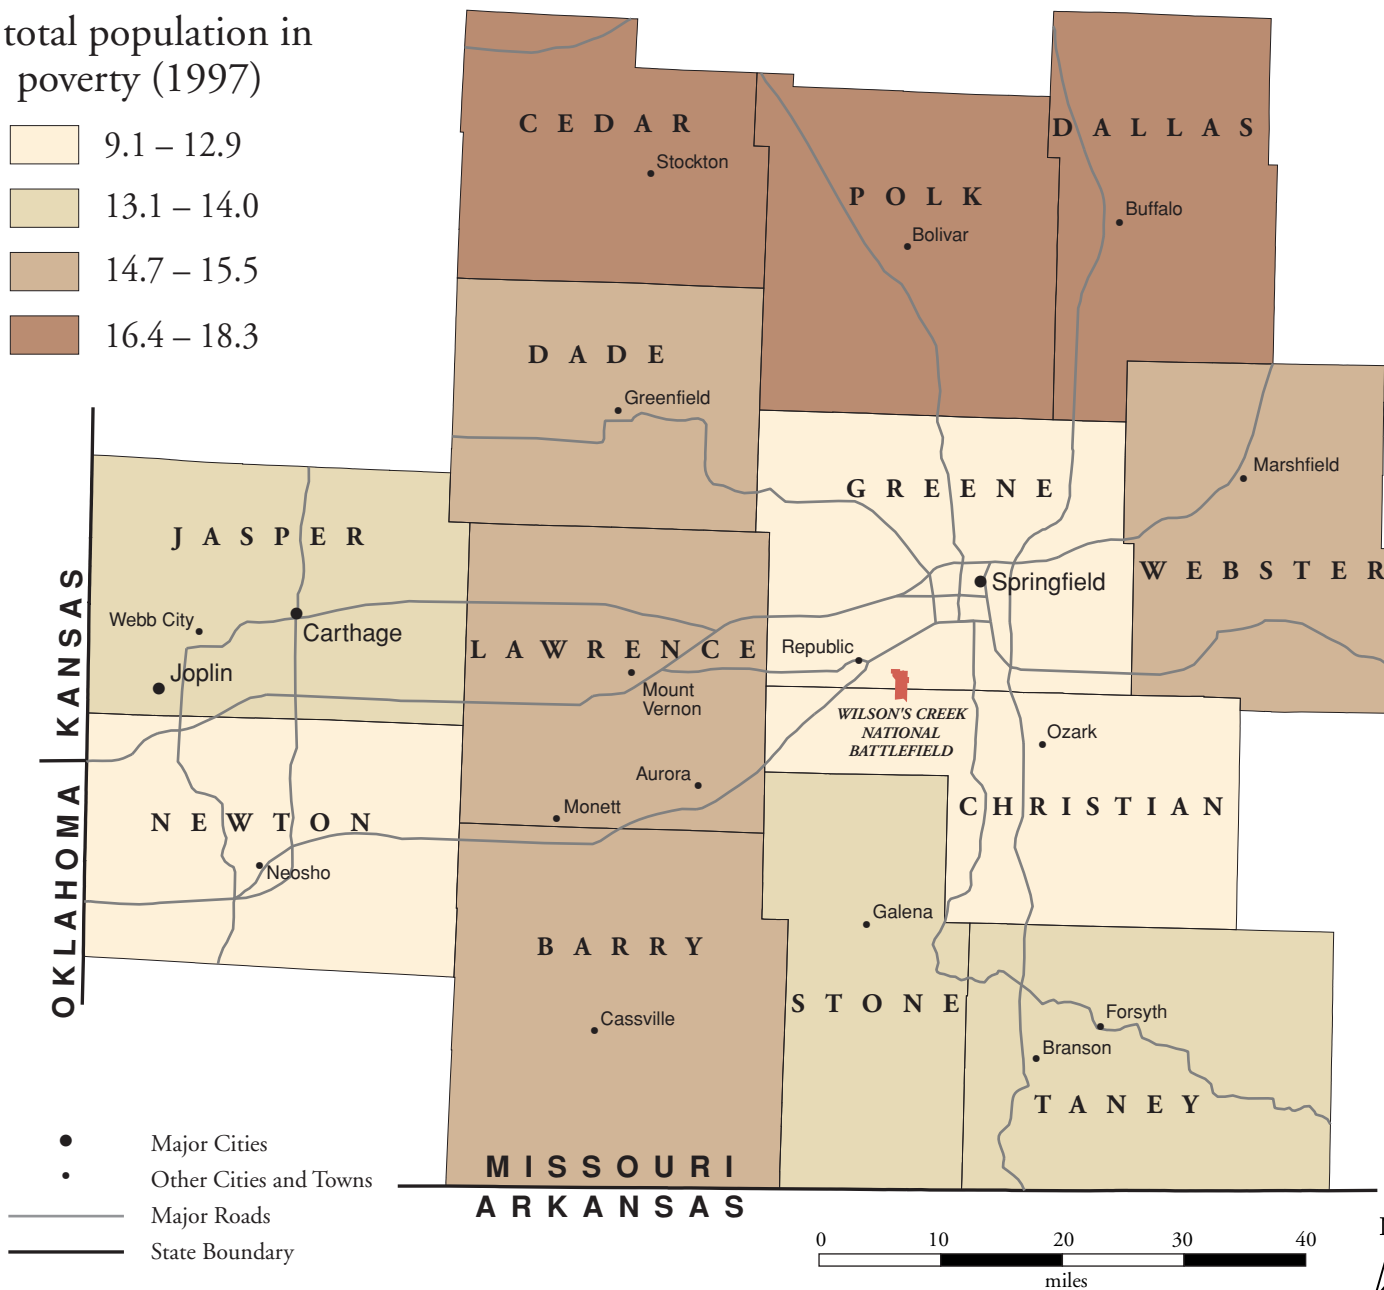 total population in
poverty (1997)
9.1 – 12.9
13.1 – 14.0
14.7 – 15.5
16.4 – 18.3
CEDAR
Stockton
POLK
Bolivar
DALLAS
Buffalo
DADE
Greenfield
GREENE
Springfield
Republic
Marshfield
WEBSTER
JASPER
Webb City
Carthage
Joplin
LAWRENCE
Mount
Vernon
Aurora
Monett
WILSON'S CREEK
NATIONAL
BATTLEFIELD
Ozark
CHRISTIAN
KANSAS
OKLAHOMA
NEWTON
Neosho
BARRY
Cassville
Galena
STONE
Forsyth
Branson
TANEY
MISSOURI
ARKANSAS
Major Cities
Other Cities and Towns
Major Roads
State Boundary
0 10 20 30 40
miles